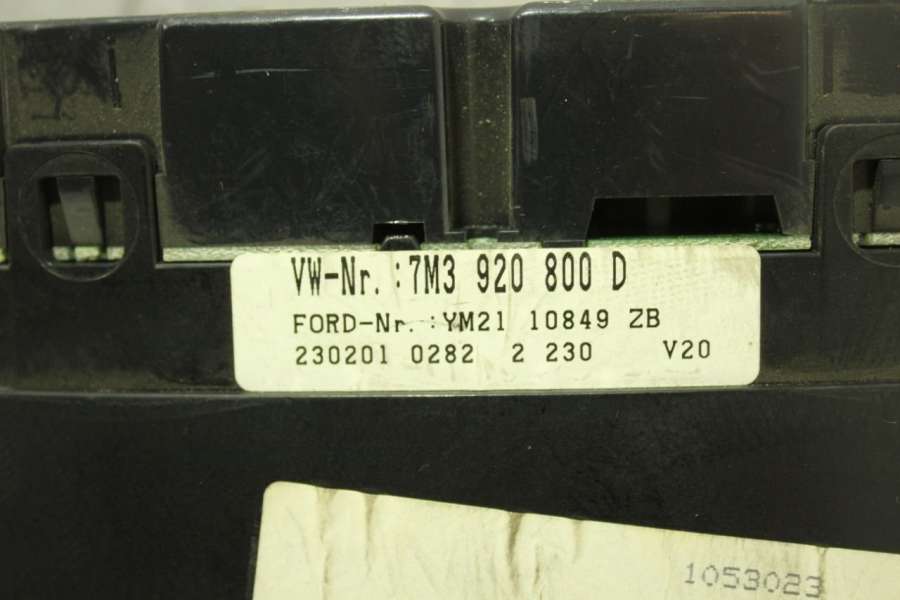 VW-Nr. :7M3 920 800 D
FORD-Nr. :YM21 10849 ZB
230201 0282 2 230 V20
1053023